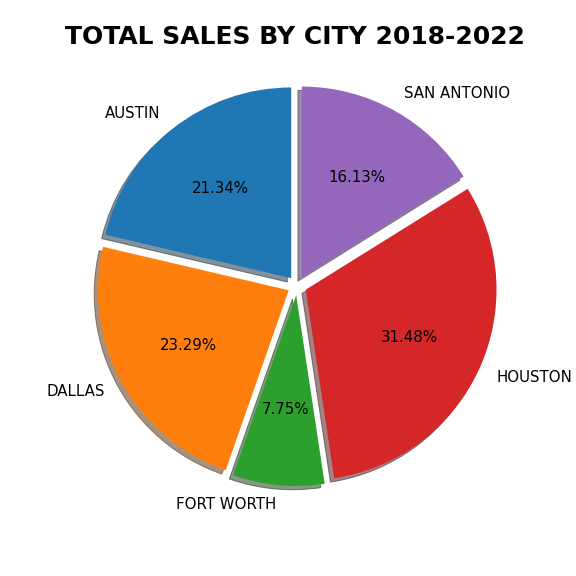 TOTAL SALES BY CITY 2018-2022
SAN ANTONIO
AUSTIN
16.13%
21.34%
31.48%
23.29%
HOUSTON
DALLAS
7.75%
FORT WORTH